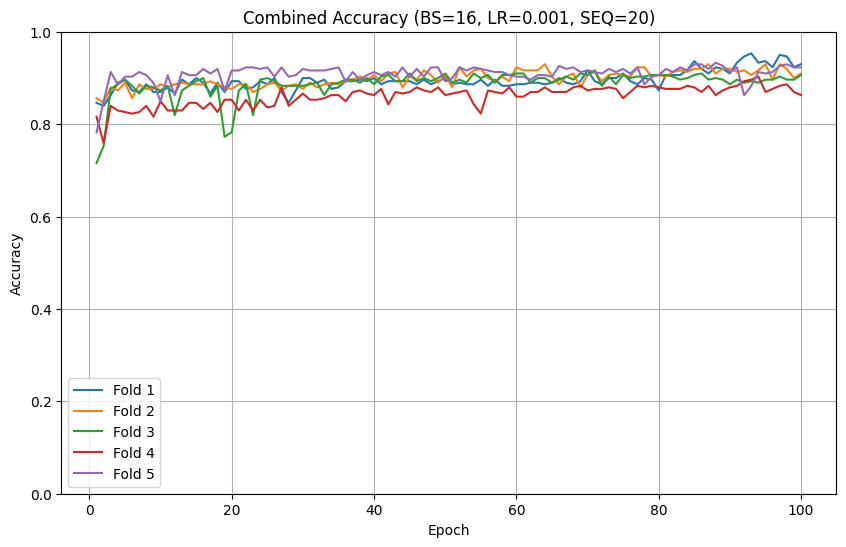 Combined Accuracy (BS=16, LR=0.001, SEQ=20)
1.0
0.8
0.6
0.4
0.2
0.0
Accuracy
Fold 1
Fold 2
Fold 3
Fold 4
Fold 5
0 20 40 60 80 100
Epoch